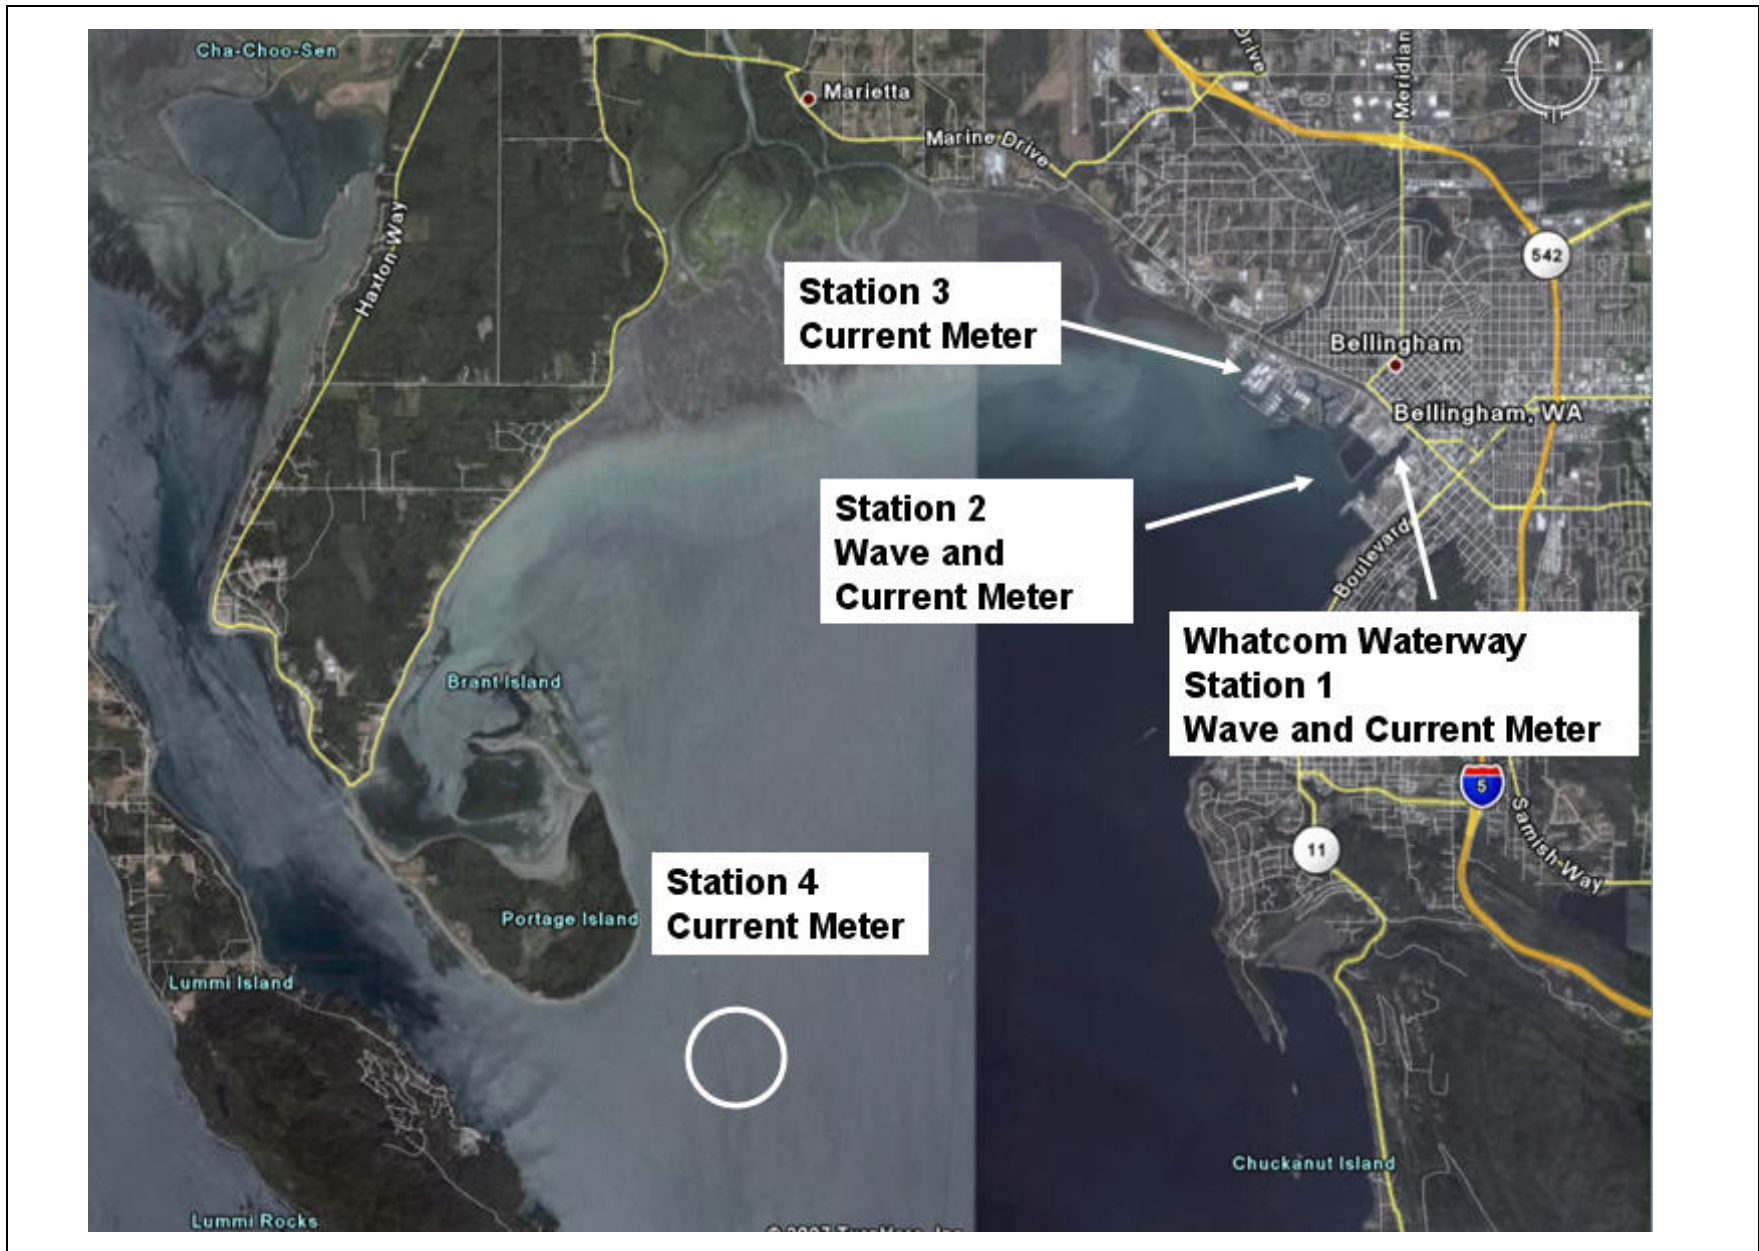 Cha-Choo-Sen
Marietta
Marine Drive
Drive
Meridian
N
Haxton Way
542
Station 3
Current Meter
Bellingham
Bellingham, WA
Station 2
Wave and
Current Meter
Boulevard
Whatcom Waterway
Station 1
Wave and Current Meter
Brant Island
5
Samish Way
11
Station 4
Current Meter
Portage Island
Lummi Island
Chuckanut Island
Lummi Rocks